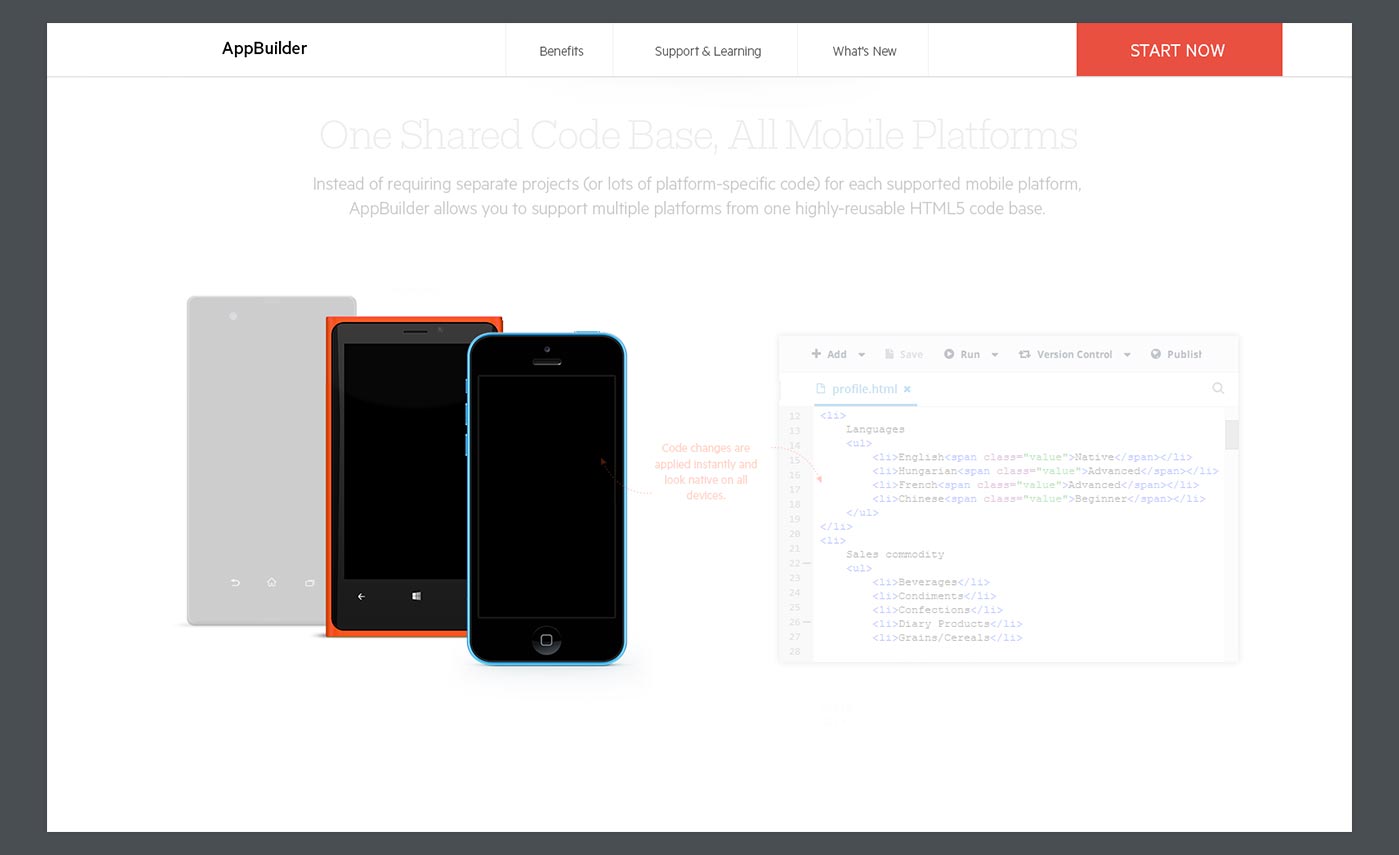 AppBuilder
Benefits
Support & Learning
What's New
START NOW
One Shared Code Base, All Mobile Platforms
Instead of requiring separate projects (or lots of platform-specific code) for each supported mobile platform,
AppBuilder allows you to support multiple platforms from one highly-reusable HTML5 code base.
Code changes are
applied instantly and
look native on all
devices.
Add
Save
Run
Version Control
Publish
profile.html
12
13
14
15
16
17
18
19
20
21
22
23
24
25
26
27
28
<li>
Languages
<ul>
<li>English<span class="value">Native</span></li>
<li>Hungarian<span class="value">Advanced</span></li>
<li>French<span class="value">Advanced</span></li>
<li>Chinese<span class="value">Beginner</span></li>
</ul>
</li>
<li>
Sales commodity
<ul>
<li>Beverages</li>
<li>Condiments</li>
<li>Confections</li>
<li>Diary Products</li>
<li>Grains/Cereals</li>